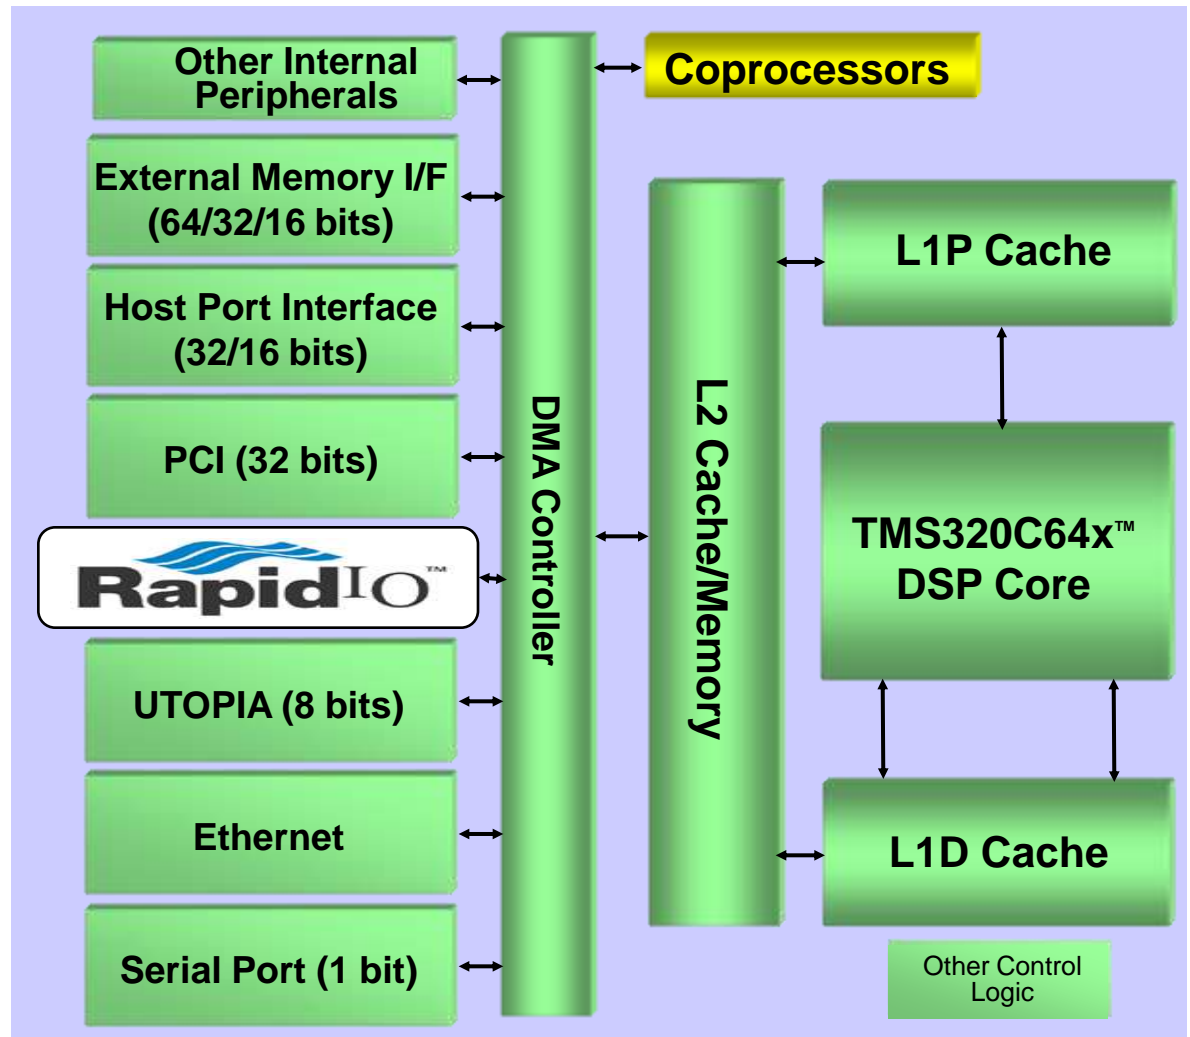 Other Internal
Peripherals
Coprocessors
External Memory I/F
(64/32/16 bits)
Host Port Interface
(32/16 bits)
PCI (32 bits)
RapidIO™
UTOPIA (8 bits)
Ethernet
Serial Port (1 bit)
DMA Controller
L2 Cache/Memory
L1P Cache
TMS320C64x™
DSP Core
L1D Cache
Other Control
Logic